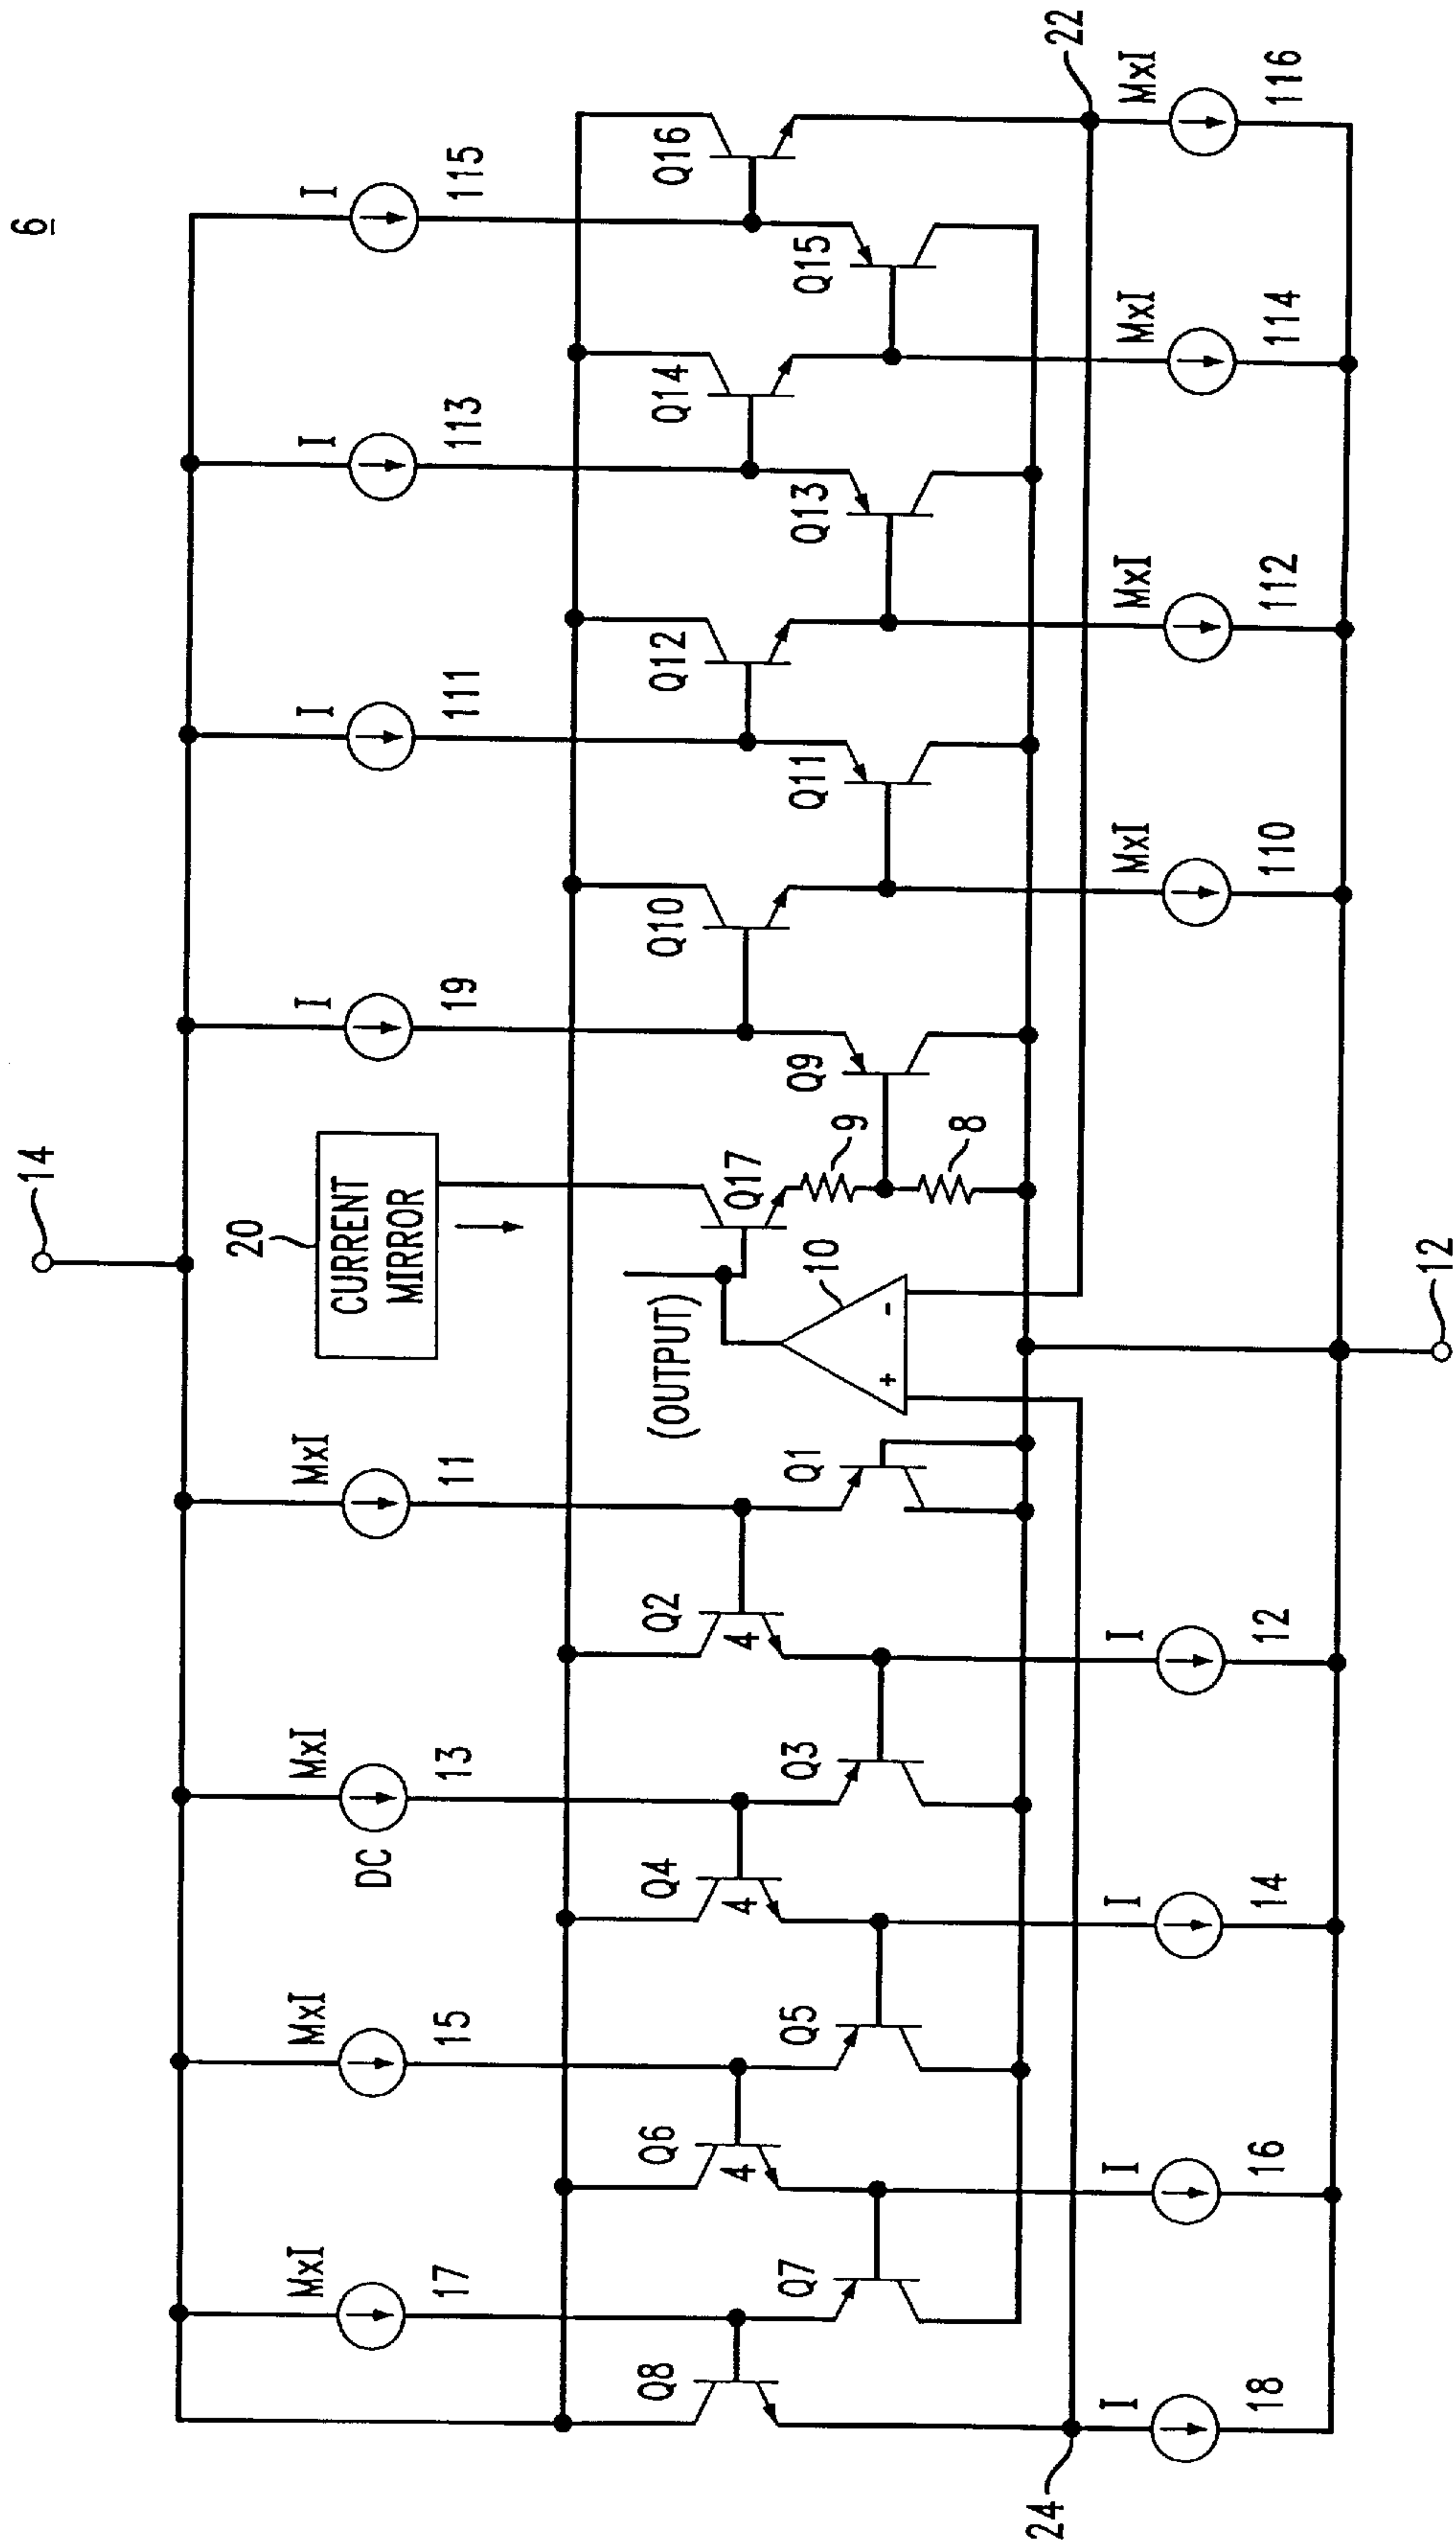 6
14
20
CURRENT
MIRROR
MxI
MxI
MxI
MxI
I
I
I
I
DC
17
15
13
11
19
111
113
115
Q8
Q6
Q4
Q2
(OUTPUT)
Q10
Q12
Q14
Q16
4
4
4
Q17
Q7
Q5
Q3
Q1
10
Q9
Q11
Q13
Q15
9
+
-
8
24
22
I
I
I
I
MxI
MxI
MxI
MxI
18
16
14
12
110
112
114
116
12